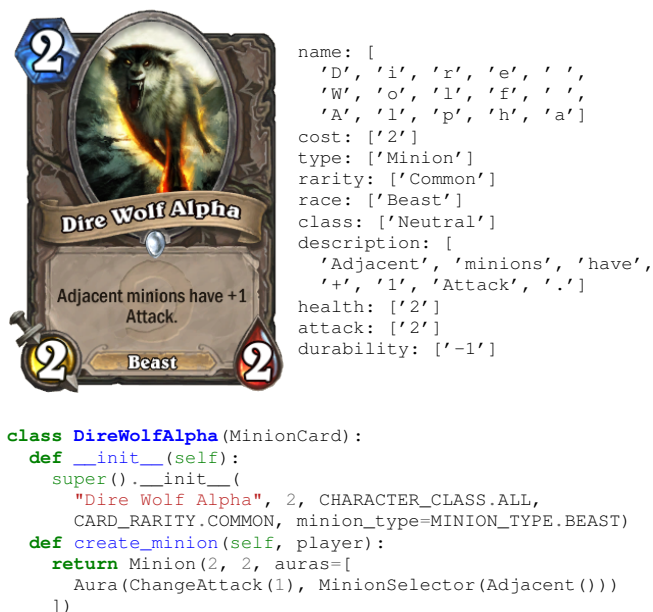 2
Dire Wolf Alpha
Adjacent minions have +1
Attack.
2
Beast
2
name: [
'D', 'i', 'r', 'e', ' ',
'W', 'o', 'l', 'f', ' ',
'A', 'l', 'p', 'h', 'a']
cost: ['2']
type: ['Minion']
rarity: ['Common']
race: ['Beast']
class: ['Neutral']
description: [
'Adjacent', 'minions', 'have',
'+', '1', 'Attack', '.']
health: ['2']
attack: ['2']
durability: ['-1']
class DireWolfAlpha(MinionCard):
def __init__(self):
super().__init__(
"Dire Wolf Alpha", 2, CHARACTER_CLASS.ALL,
CARD_RARITY.COMMON, minion_type=MINION_TYPE.BEAST)
def create_minion(self, player):
return Minion(2, 2, auras=[
Aura(ChangeAttack(1), MinionSelector(Adjacent()))
])